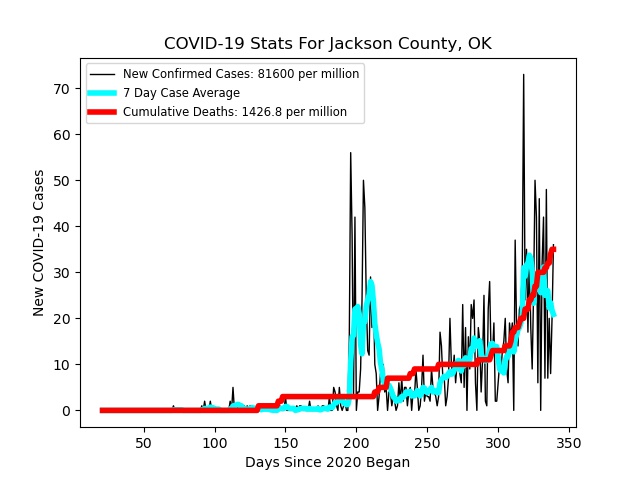 COVID-19 Stats For Jackson County, OK
New Confirmed Cases: 81600 per million
7 Day Case Average
Cumulative Deaths: 1426.8 per million
New COVID-19 Cases
70
60
50
40
30
20
10
0
50 100 150 200 250 300 350
Days Since 2020 Began